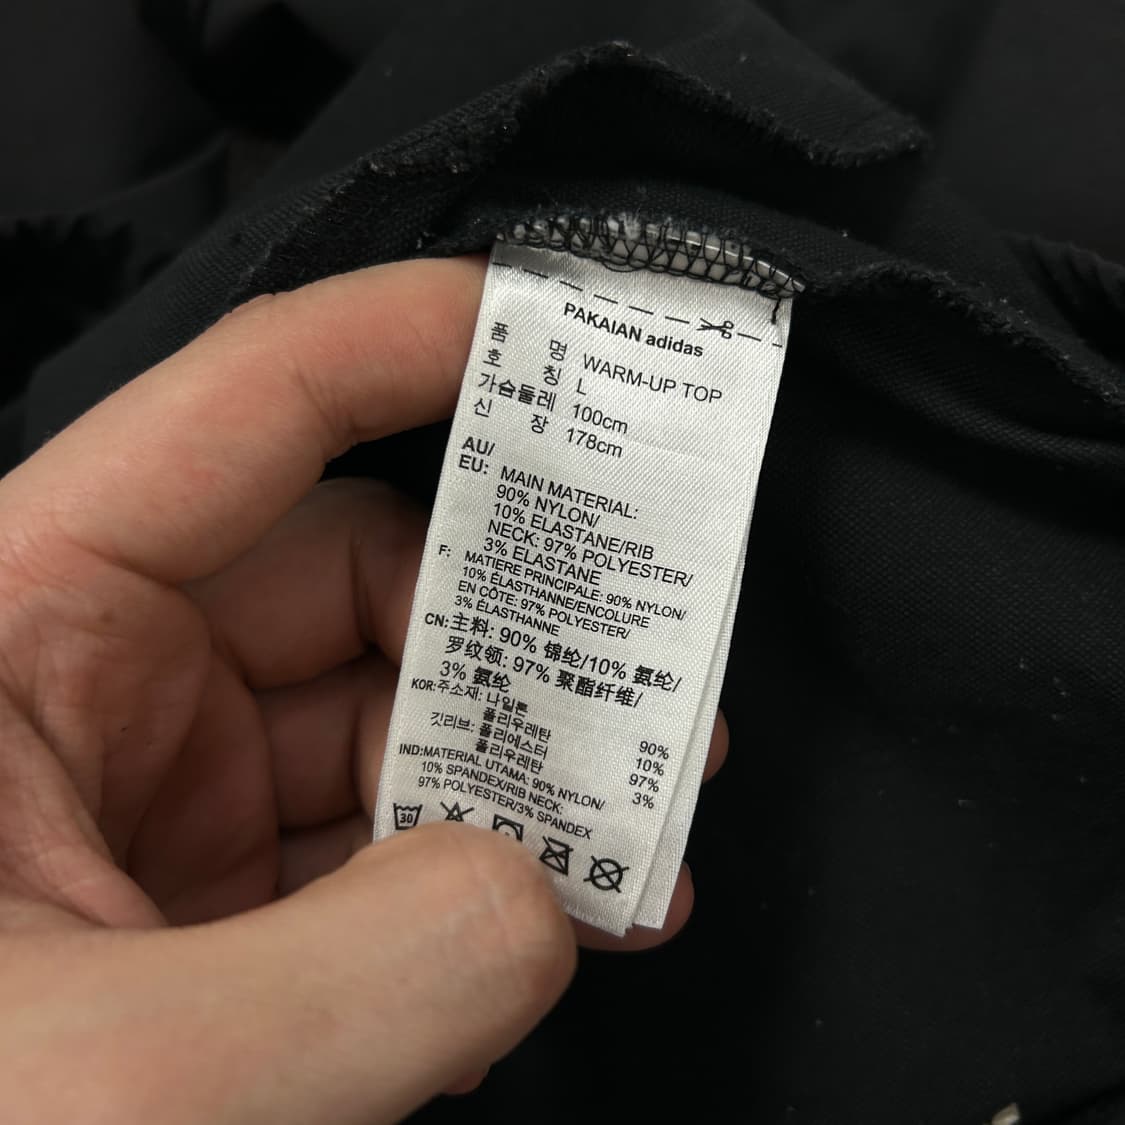 PAKAIAN adidas
품 명 WARM-UP TOP
호 칭 L
가슴둘레 100cm
신 장 178cm
AU/
EU: MAIN MATERIAL:
90% NYLON/
10% ELASTANE/RIB
NECK: 97% POLYESTER/
3% ELASTANE
F: MATIERE PRINCIPALE: 90% NYLON/
10% ÉLASTHANNE/ENCOLURE
EN CÔTE: 97% POLYESTER/
3% ÉLASTHANNE
CN: 主料: 90% 锦纶/10% 氨纶/
罗纹领: 97% 聚酯纤维/
3% 氨纶
KOR: 주소재: 나일론 90%
폴리우레탄 10%
깃리브: 폴리에스터 97%
폴리우레탄 3%
IND:MATERIAL UTAMA: 90% NYLON/
10% SPANDEX/RIB NECK:
97% POLYESTER/3% SPANDEX
30